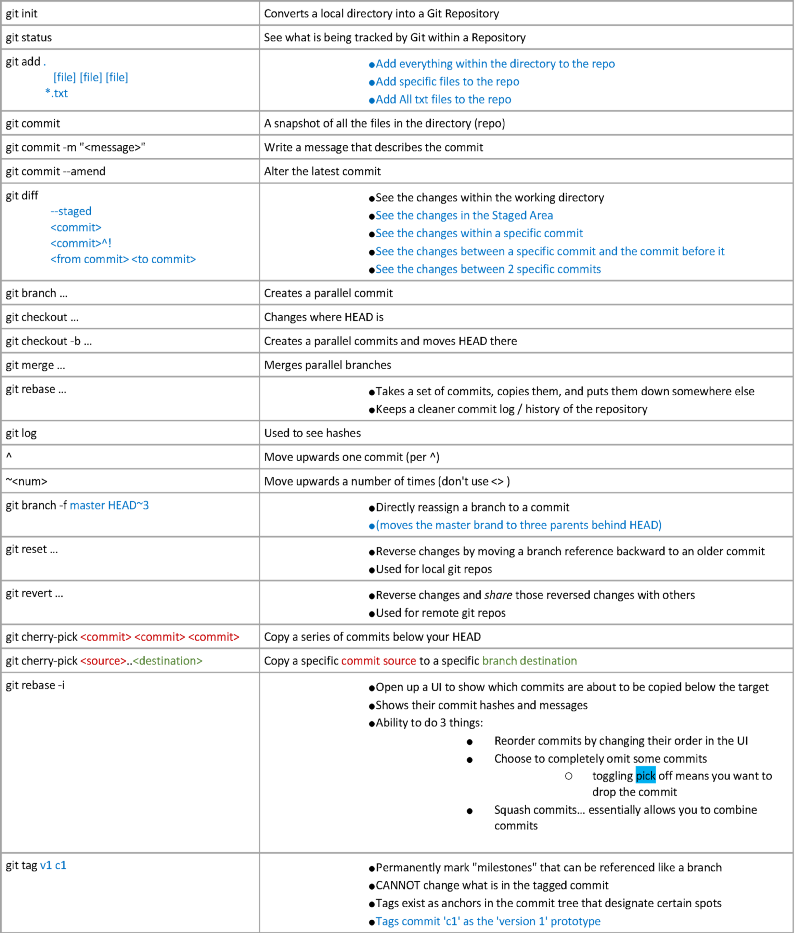 git init
Converts a local directory into a Git Repository
git status
See what is being tracked by Git within a Repository
git add .
[file] [file] [file]
*.txt
●Add everything within the directory to the repo
●Add specific files to the repo
●Add All txt files to the repo
git commit
A snapshot of all the files in the directory (repo)
git commit -m "<message>"
Write a message that describes the commit
git commit --amend
Alter the latest commit
git diff
--staged
<commit>
<commit>^!
<from commit> <to commit>
●See the changes within the working directory
●See the changes in the Staged Area
●See the changes within a specific commit
●See the changes between a specific commit and the commit before it
●See the changes between 2 specific commits
git branch ...
Creates a parallel commit
git checkout ...
Changes where HEAD is
git checkout -b ...
Creates a parallel commits and moves HEAD there
git merge ...
Merges parallel branches
git rebase ...
●Takes a set of commits, copies them, and puts them down somewhere else
●Keeps a cleaner commit log / history of the repository
git log
Used to see hashes
^
Move upwards one commit (per ^)
~<num>
Move upwards a number of times (don't use <> )
git branch -f master HEAD~3
●Directly reassign a branch to a commit
●(moves the master brand to three parents behind HEAD)
git reset ...
●Reverse changes by moving a branch reference backward to an older commit
●Used for local git repos
git revert ...
●Reverse changes and share those reversed changes with others
●Used for remote git repos
git cherry-pick <commit> <commit> <commit>
Copy a series of commits below your HEAD
git cherry-pick <source>..<destination>
Copy a specific commit source to a specific branch destination
git rebase -i
●Open up a UI to show which commits are about to be copied below the target
●Shows their commit hashes and messages
●Ability to do 3 things:
● Reorder commits by changing their order in the UI
● Choose to completely omit some commits
○ toggling pick off means you want to
drop the commit
● Squash commits... essentially allows you to combine
commits
git tag v1 c1
●Permanently mark "milestones" that can be referenced like a branch
●CANNOT change what is in the tagged commit
●Tags exist as anchors in the commit tree that designate certain spots
●Tags commit 'c1' as the 'version 1' prototype